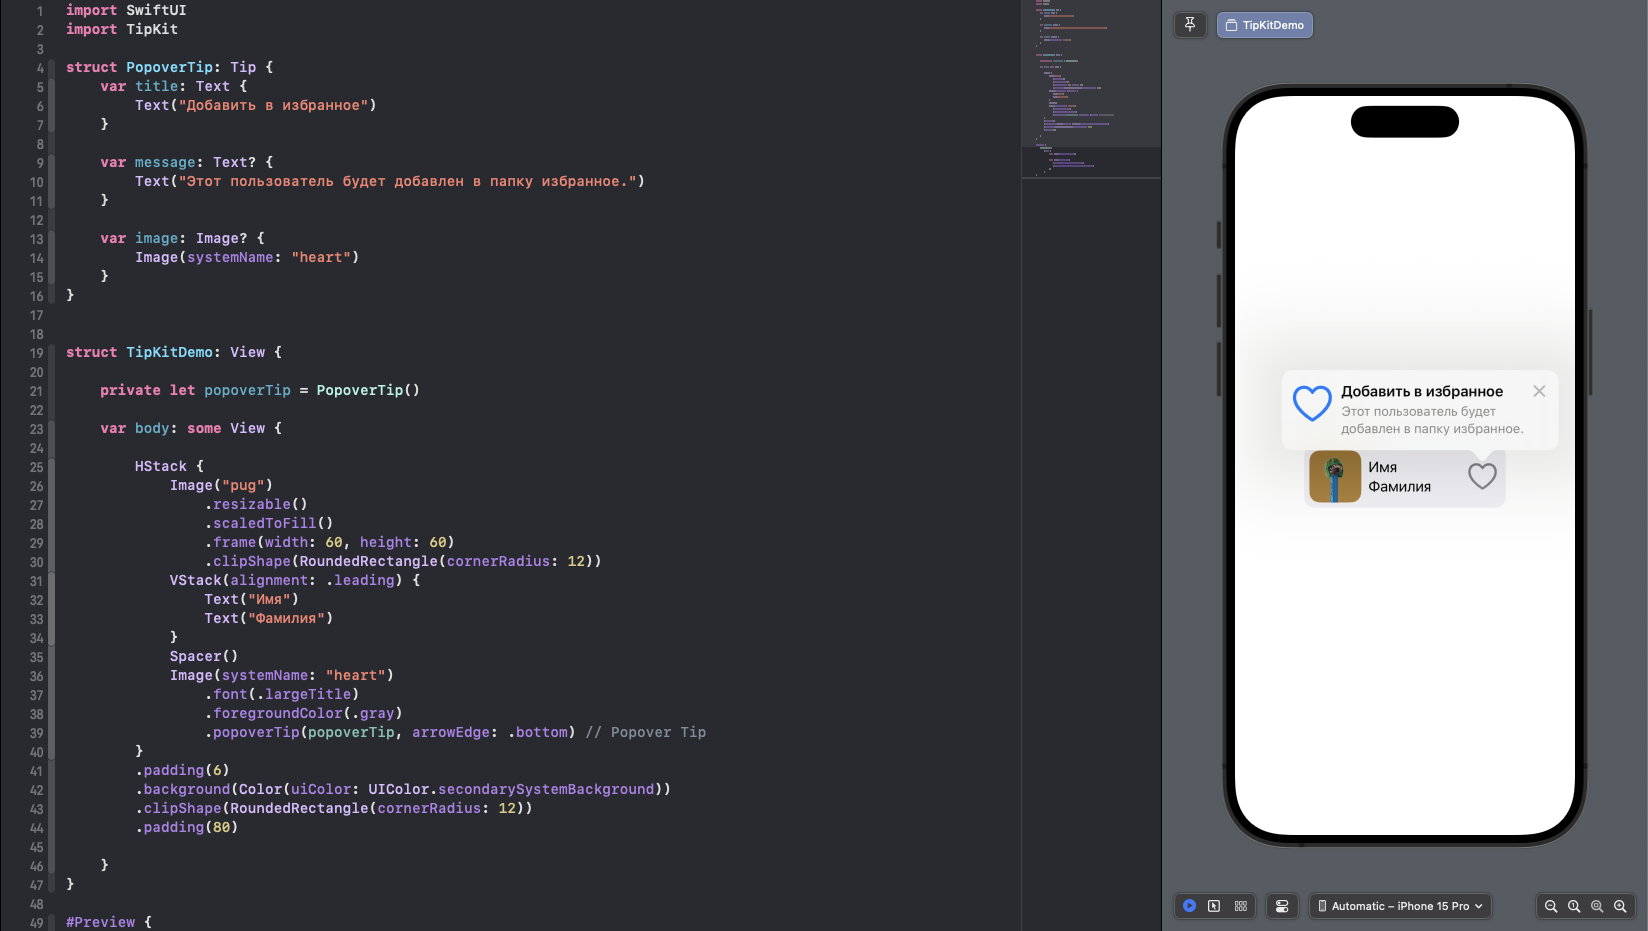 1 import SwiftUI
2 import TipKit
3
4 struct PopoverTip: Tip {
5 var title: Text {
6 Text("Добавить в избранное")
7 }
8
9 var message: Text? {
10 Text("Этот пользователь будет добавлен в папку избранное.")
11 }
12
13 var image: Image? {
14 Image(systemName: "heart")
15 }
16 }
17
18
19 struct TipKitDemo: View {
20
21 private let popoverTip = PopoverTip()
22
23 var body: some View {
24
25 HStack {
26 Image("pug")
27 .resizable()
28 .scaledToFill()
29 .frame(width: 60, height: 60)
30 .clipShape(RoundedRectangle(cornerRadius: 12))
31 VStack(alignment: .leading) {
32 Text("Имя")
33 Text("Фамилия")
34 }
35 Spacer()
36 Image(systemName: "heart")
37 .font(.largeTitle)
38 .foregroundColor(.gray)
39 .popoverTip(popoverTip, arrowEdge: .bottom) // Popover Tip
40 }
41 .padding(6)
42 .background(Color(uiColor: UIColor.secondarySystemBackground))
43 .clipShape(RoundedRectangle(cornerRadius: 12))
44 .padding(80)
45
46 }
47 }
48
49 #Preview {
TipKitDemo
Добавить в избранное
Этот пользователь будет
добавлен в папку избранное.
Имя
Фамилия
Automatic – iPhone 15 Pro